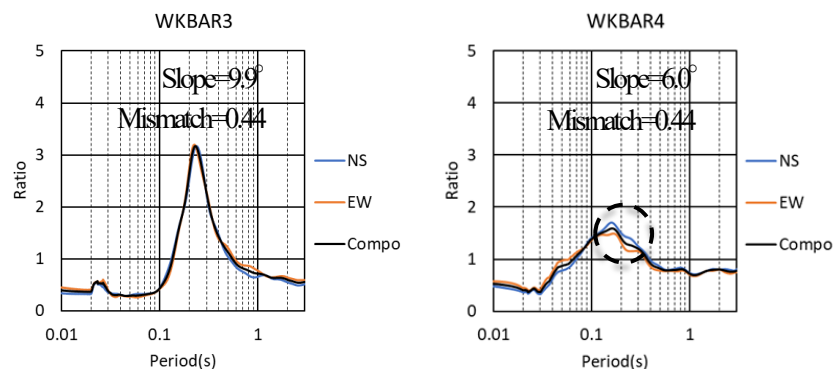 WKBAR3
5
4
3
2
1
0
Ratio
Slope=9.9°
Mismatch=0.44
0.01
0.1
1
Period(s)
NS
EW
Compo
WKBAR4
5
4
3
2
1
0
Ratio
Slope=6.0°
Mismatch=0.44
0.01
0.1
1
Period(s)
NS
EW
Compo